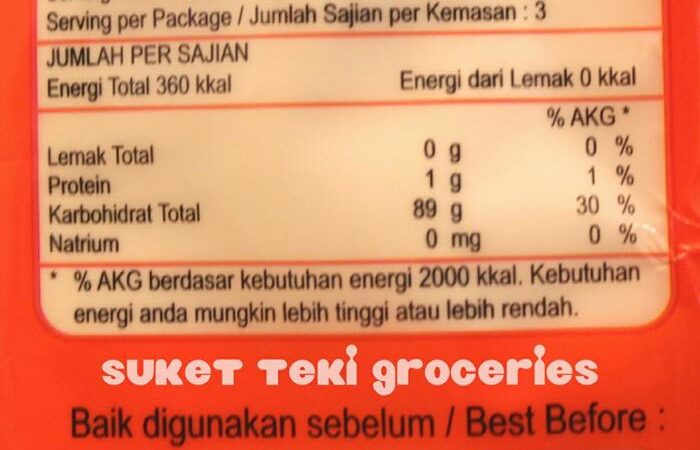 Serving per Package / Jumlah Sajian per Kemasan : 3
JUMLAH PER SAJIAN
Energi Total 360 kkal Energi dari Lemak 0 kkal
% AKG *
Lemak Total 0 g 0 %
Protein 1 g 1 %
Karbohidrat Total 89 g 30 %
Natrium 0 mg 0 %
* % AKG berdasar kebutuhan energi 2000 kkal. Kebutuhan
energi anda mungkin lebih tinggi atau lebih rendah.
SUKET TEKI GROCERIES
Baik digunakan sebelum / Best Before :